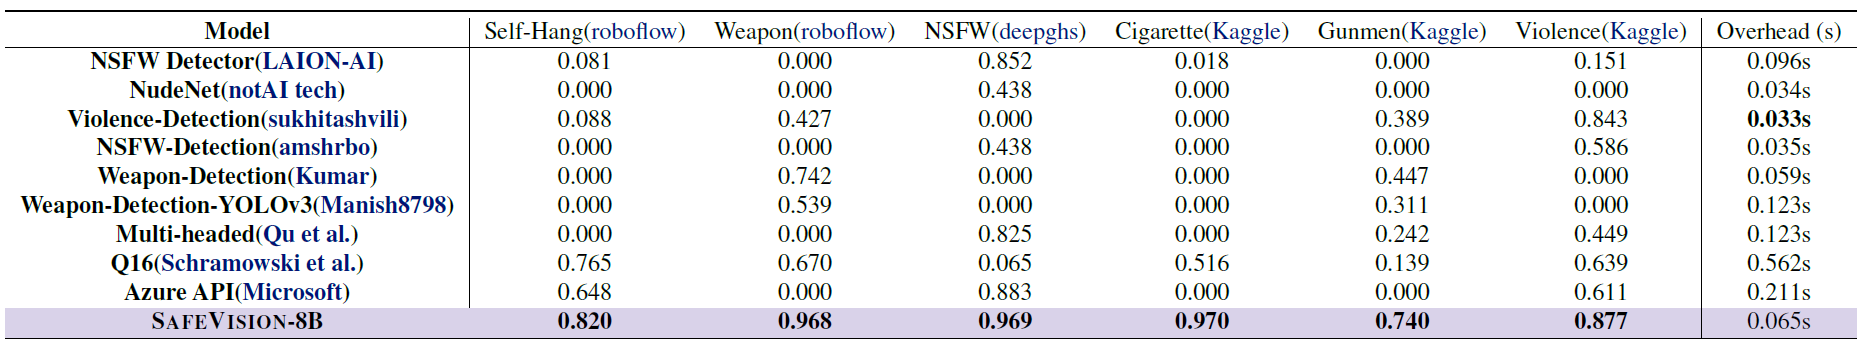 Model Self-Hang(roboflow) Weapon(roboflow) NSFW(deepghs) Cigarette(Kaggle) Gunmen(Kaggle) Violence(Kaggle) Overhead (s)
NSFW Detector(LAION-AI) 0.081 0.000 0.852 0.018 0.000 0.151 0.096s
NudeNet(notAI tech) 0.000 0.000 0.438 0.000 0.000 0.000 0.034s
Violence-Detection(sukhitashvili) 0.088 0.427 0.000 0.000 0.389 0.843 0.033s
NSFW-Detection(amshrbo) 0.000 0.000 0.438 0.000 0.000 0.586 0.035s
Weapon-Detection(Kumar) 0.000 0.742 0.000 0.000 0.447 0.000 0.059s
Weapon-Detection-YOLOv3(Manish8798) 0.000 0.539 0.000 0.000 0.311 0.000 0.123s
Multi-headed(Qu et al.) 0.000 0.000 0.825 0.000 0.242 0.449 0.123s
Q16(Schramowski et al.) 0.765 0.670 0.065 0.516 0.139 0.639 0.562s
Azure API(Microsoft) 0.648 0.000 0.883 0.000 0.000 0.611 0.211s
SAFEVISION-8B 0.820 0.968 0.969 0.970 0.740 0.877 0.065s